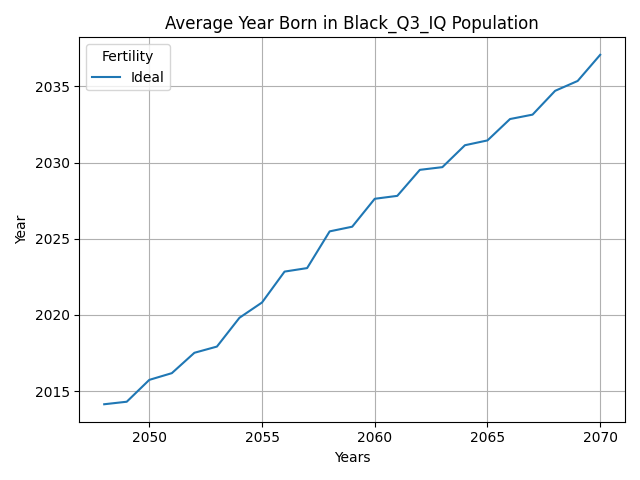 Average Year Born in Black_Q3_IQ Population
Fertility
Ideal
Year
2035
2030
2025
2020
2015
2050 2055 2060 2065 2070
Years